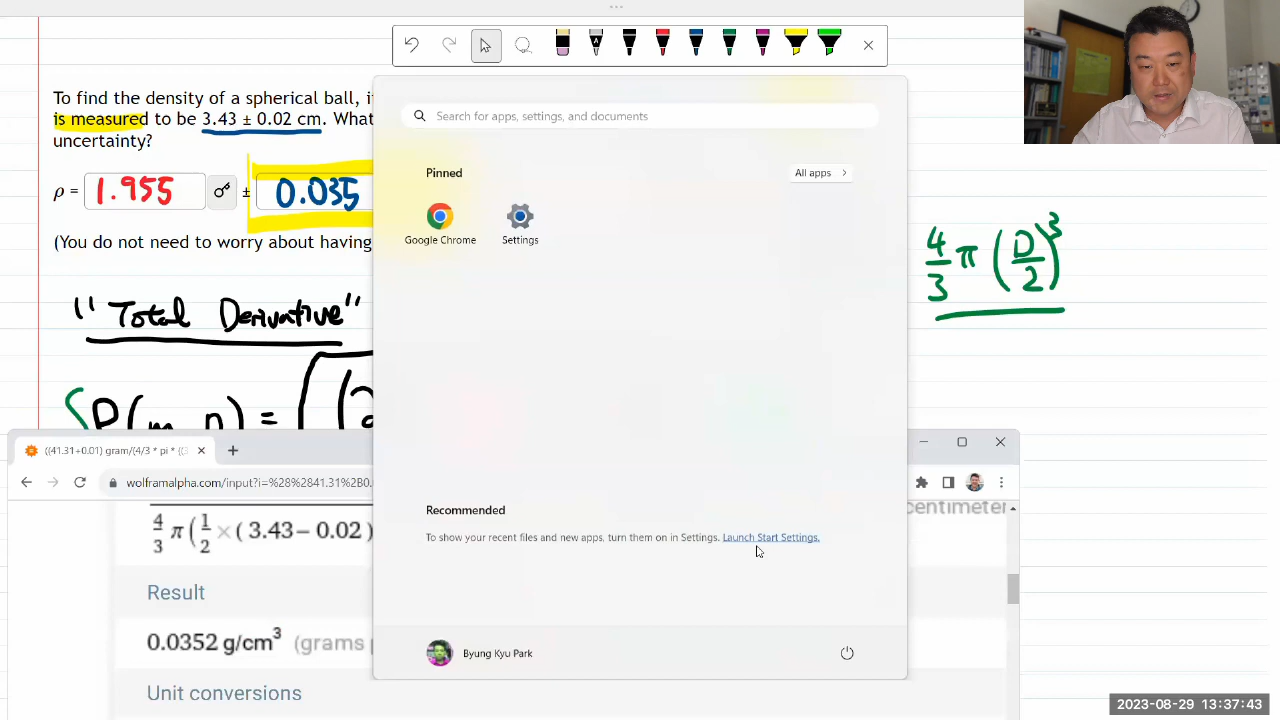 To find the density of a spherical ball, i
is measured to be 3.43 ± 0.02 cm. What
uncertainty?
ρ = 1.955 ± 0.035
(You do not need to worry about having
"Total Derivative"
4/3 π (D/2)^3
Search for apps, settings, and documents
Pinned
All apps
Google Chrome
Settings
Recommended
To show your recent files and new apps, turn them on in Settings. Launch Start Settings.
Byung Kyu Park
((41.31+0.01) gram/(4/3 * pi * ((3
wolframalpha.com/input?i=%28%2841.31%2B0.
4/3 π (1/2 × ( 3.43 − 0.02 )
centimeter
Result
0.0352 g/cm³ (grams p
Unit conversions
2023-08-29 13:37:43